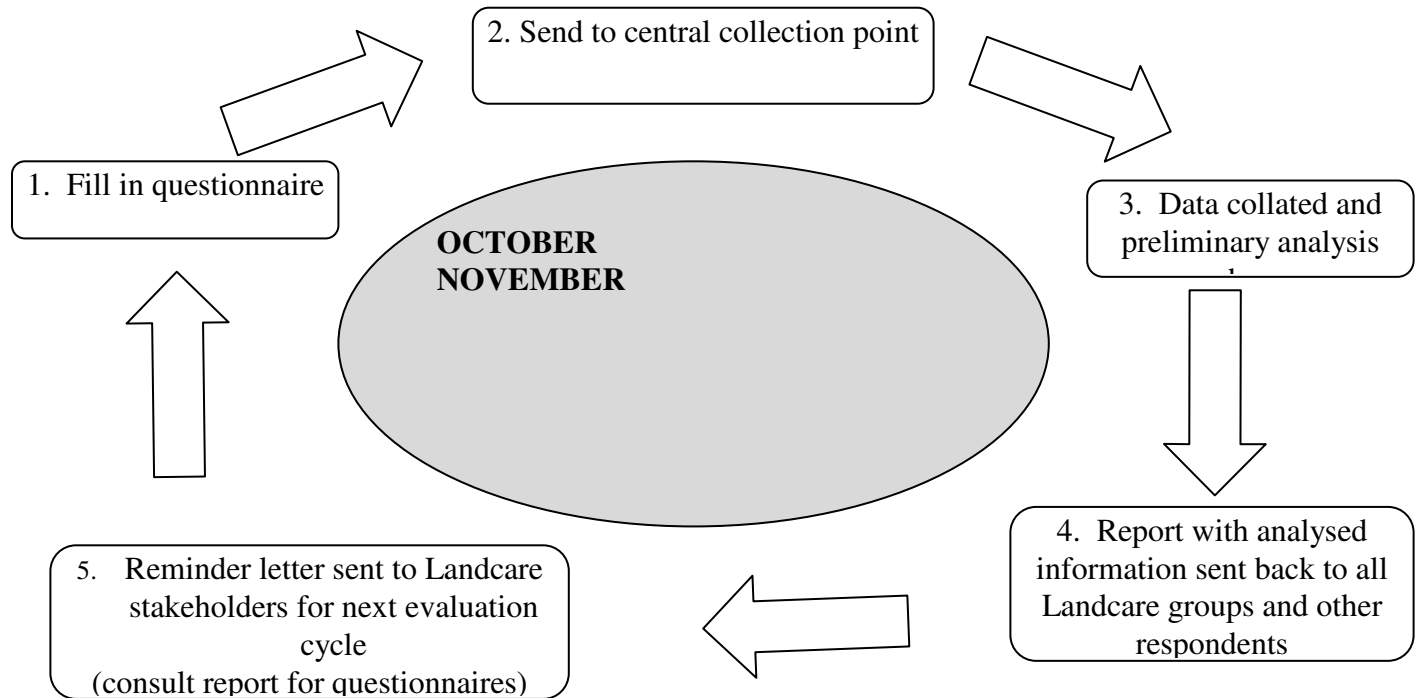 2. Send to central collection point
1. Fill in questionnaire
OCTOBER
NOVEMBER
3. Data collated and
preliminary analysis
4. Report with analysed
information sent back to all
Landcare groups and other
respondents
5. Reminder letter sent to Landcare
stakeholders for next evaluation
cycle
(consult report for questionnaires)